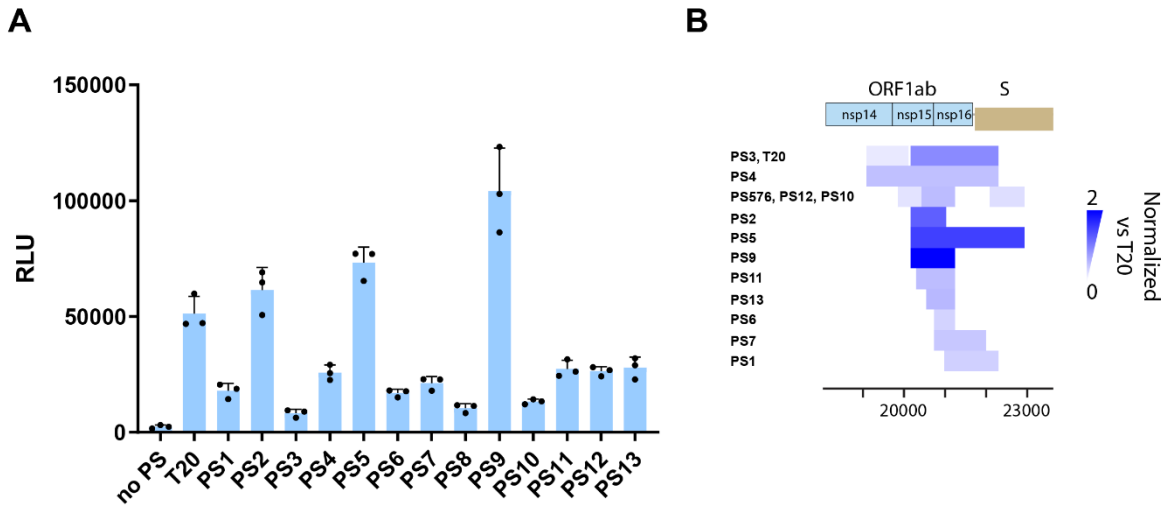 A
150000
100000
50000
0
RLU
no PS
T20
PS1
PS2
PS3
PS4
PS5
PS6
PS7
PS8
PS9
PS10
PS11
PS12
PS13
B
ORF1ab S
nsp14 nsp15 nsp16
PS3, T20
PS4
PS576, PS12, PS10
PS2
PS5
PS9
PS11
PS13
PS6
PS7
PS1
20000 23000
2
0
Normalized
vs T20